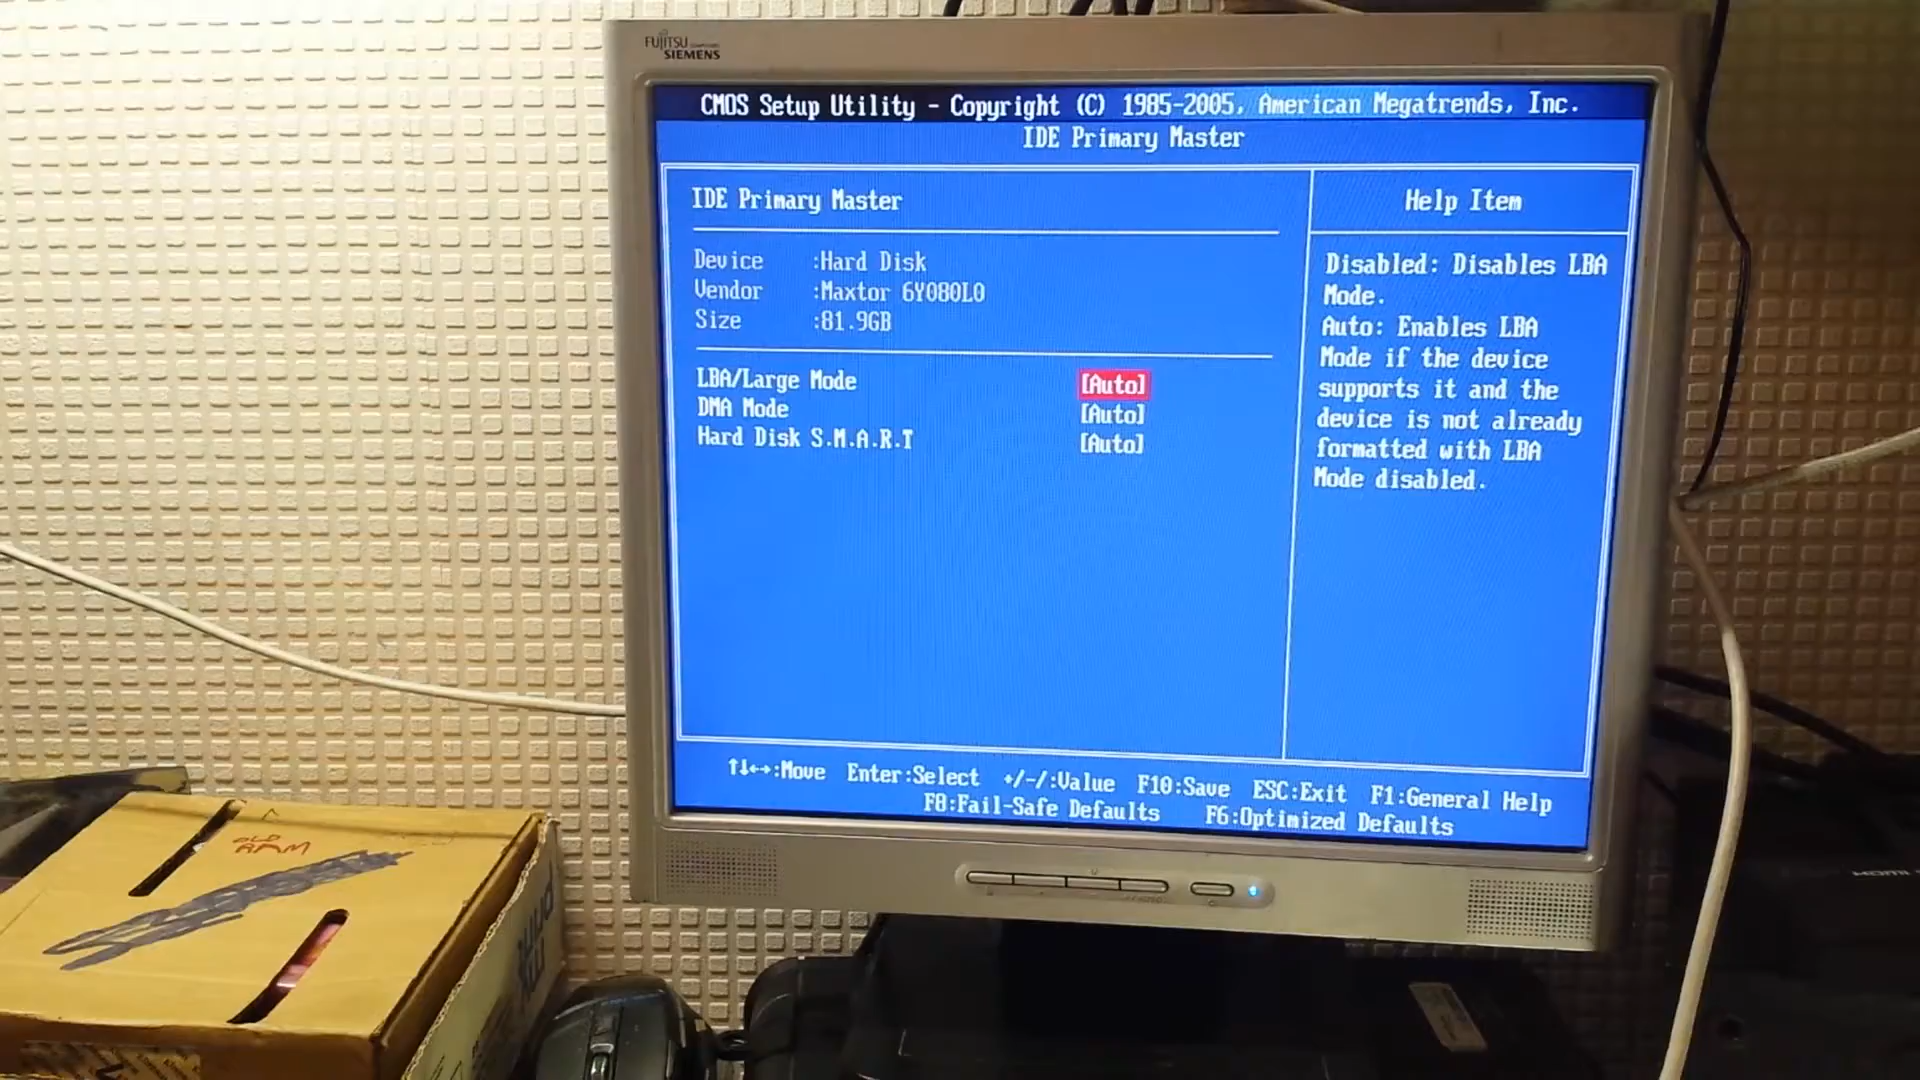 FUJITSU COMPUTERS
SIEMENS
CMOS Setup Utility - Copyright (C) 1985-2005, American Megatrends, Inc.
IDE Primary Master
IDE Primary Master
Device :Hard Disk
Vendor :Maxtor 6Y080L0
Size :81.9GB
LBA/Large Mode [Auto]
DMA Mode [Auto]
Hard Disk S.M.A.R.T [Auto]
Help Item
Disabled: Disables LBA
Mode.
Auto: Enables LBA
Mode if the device
supports it and the
device is not already
formatted with LBA
Mode disabled.
↑↓←→:Move Enter:Select +/-/:Value F10:Save ESC:Exit F1:General Help
F8:Fail-Safe Defaults F6:Optimized Defaults
OLD
RAM
HDMI